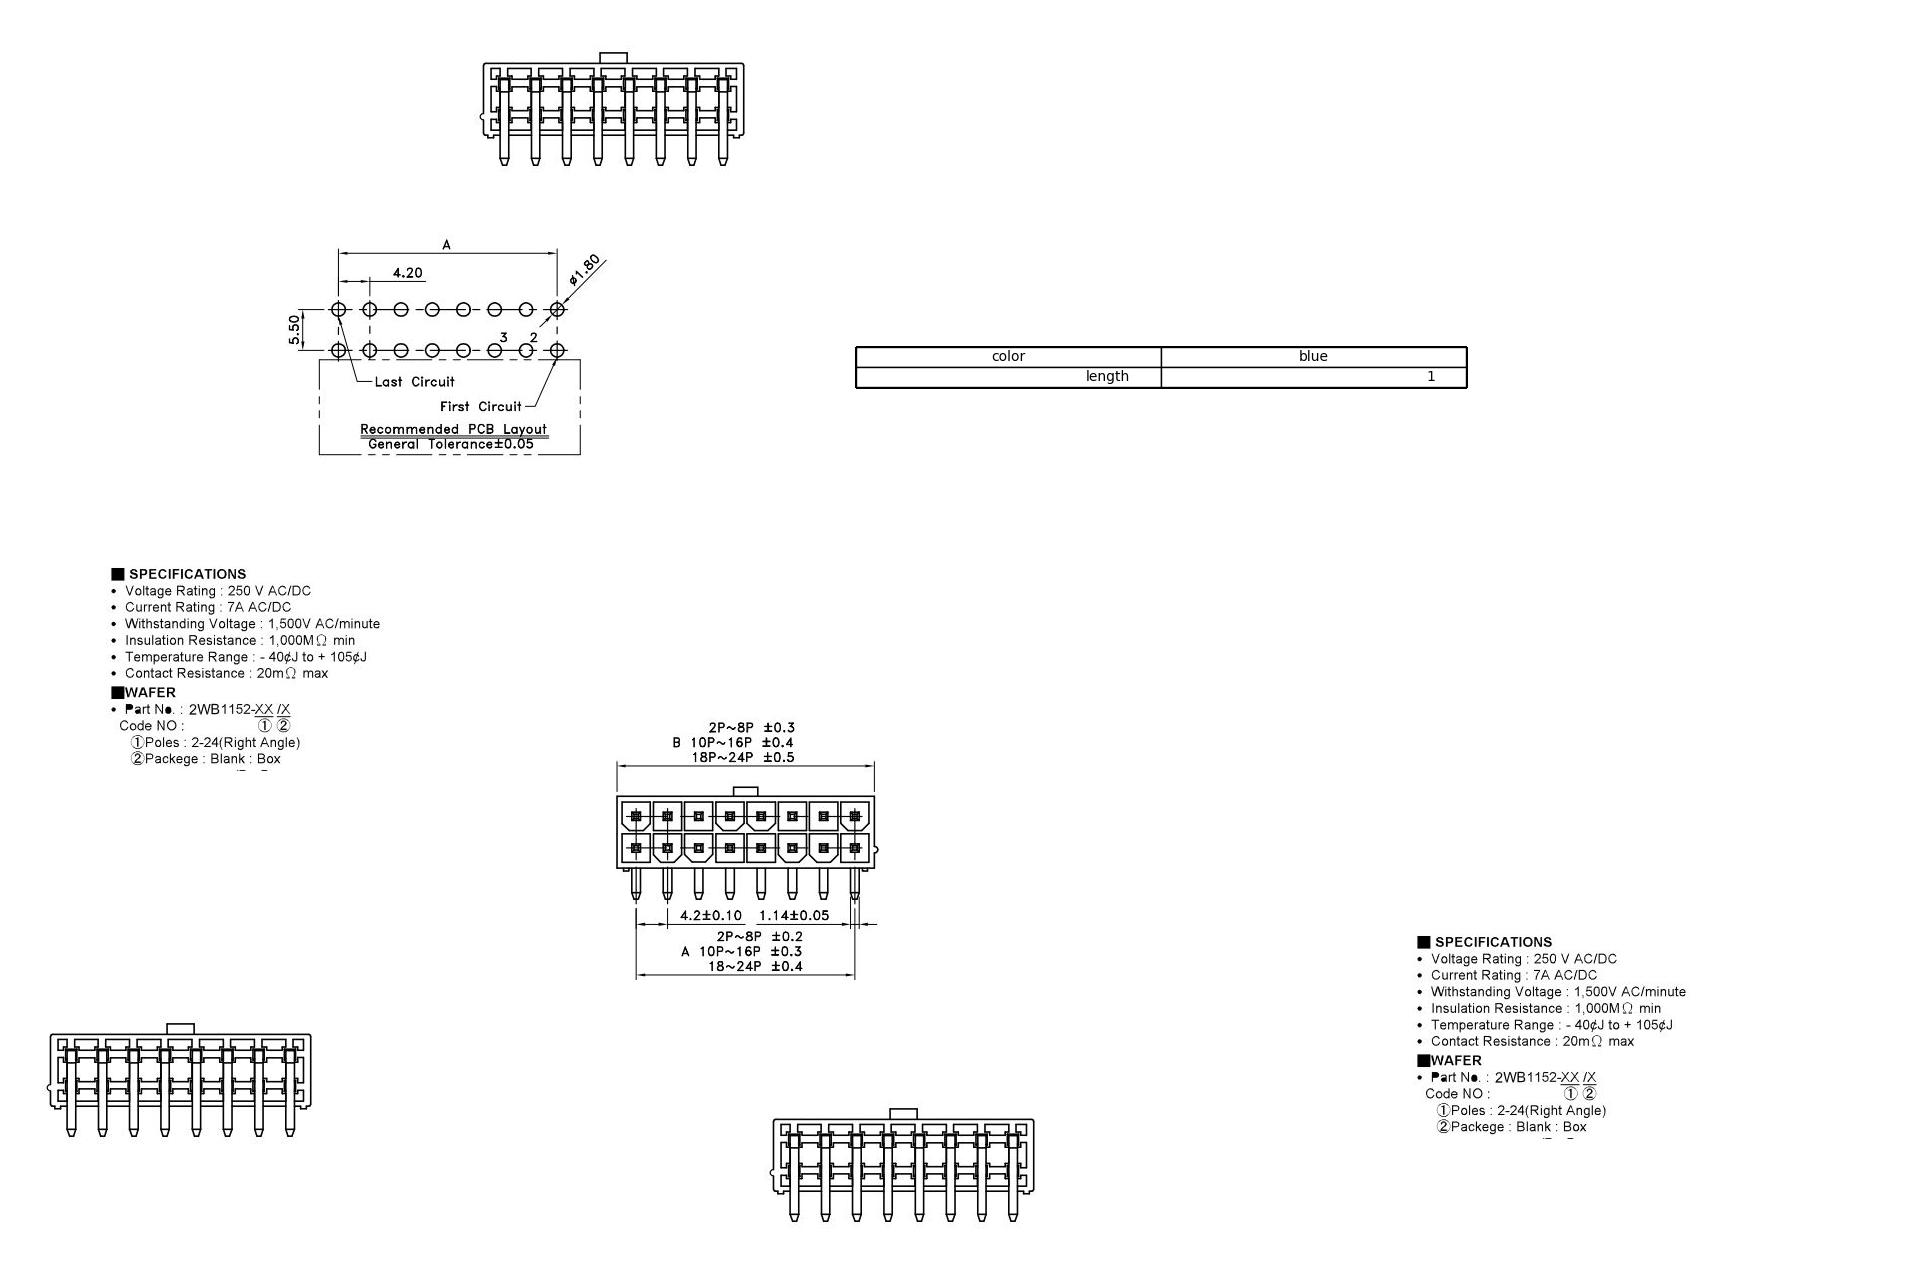 A
4.20
ø1.80
5.50
3 2
Last Circuit
First Circuit
Recommended PCB Layout
General Tolerance±0.05
color blue
length 1
■ SPECIFICATIONS
• Voltage Rating : 250 V AC/DC
• Current Rating : 7A AC/DC
• Withstanding Voltage : 1,500V AC/minute
• Insulation Resistance : 1,000MΩ min
• Temperature Range : - 40¢J to + 105¢J
• Contact Resistance : 20mΩ max
■WAFER
• Part No. : 2WB1152-XX /X
Code NO : ① ②
①Poles : 2-24(Right Angle)
②Packege : Blank : Box
2P~8P ±0.3
B 10P~16P ±0.4
18P~24P ±0.5
4.2±0.10 1.14±0.05
2P~8P ±0.2
A 10P~16P ±0.3
18~24P ±0.4
■ SPECIFICATIONS
• Voltage Rating : 250 V AC/DC
• Current Rating : 7A AC/DC
• Withstanding Voltage : 1,500V AC/minute
• Insulation Resistance : 1,000MΩ min
• Temperature Range : - 40¢J to + 105¢J
• Contact Resistance : 20mΩ max
■WAFER
• Part No. : 2WB1152-XX /X
Code NO : ① ②
①Poles : 2-24(Right Angle)
②Packege : Blank : Box